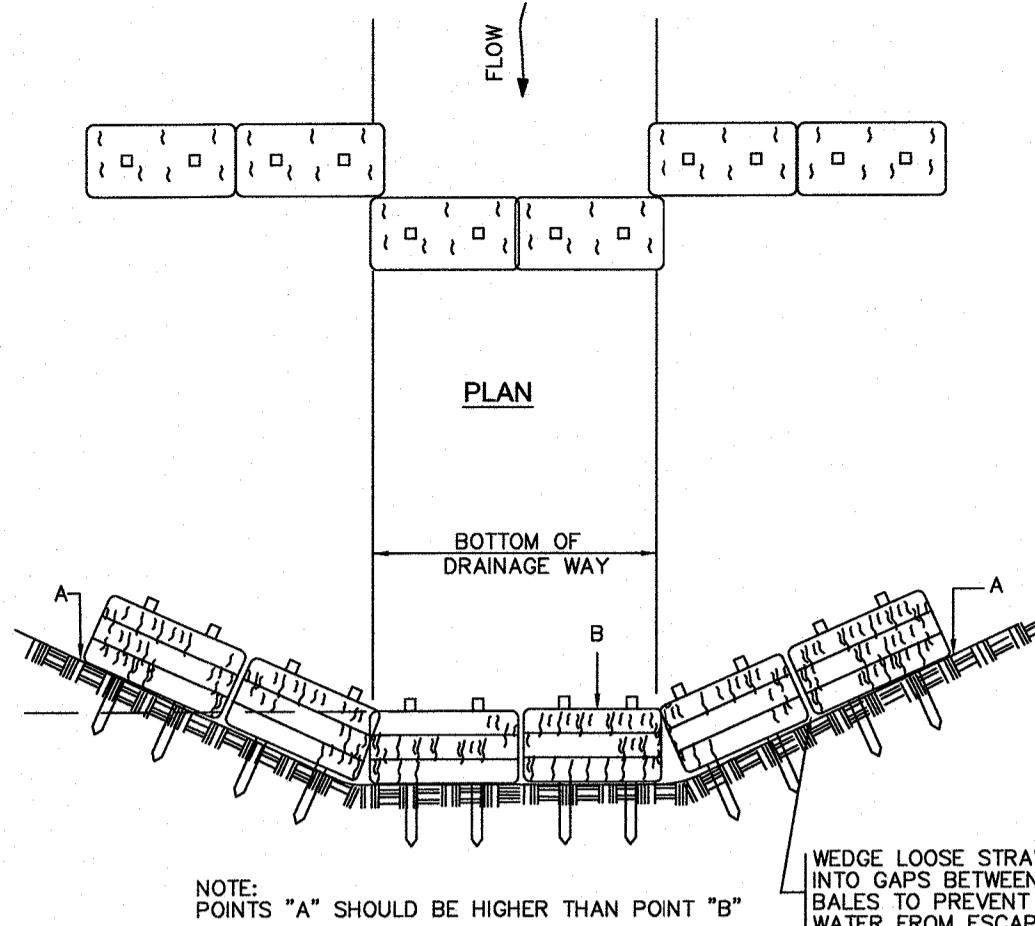 FLOW
PLAN
BOTTOM OF
DRAINAGE WAY
A
A
B
NOTE:
POINTS "A" SHOULD BE HIGHER THAN POINT "B"
WEDGE LOOSE STRAW
INTO GAPS BETWEEN
BALES TO PREVENT
WATER FROM ESCAP